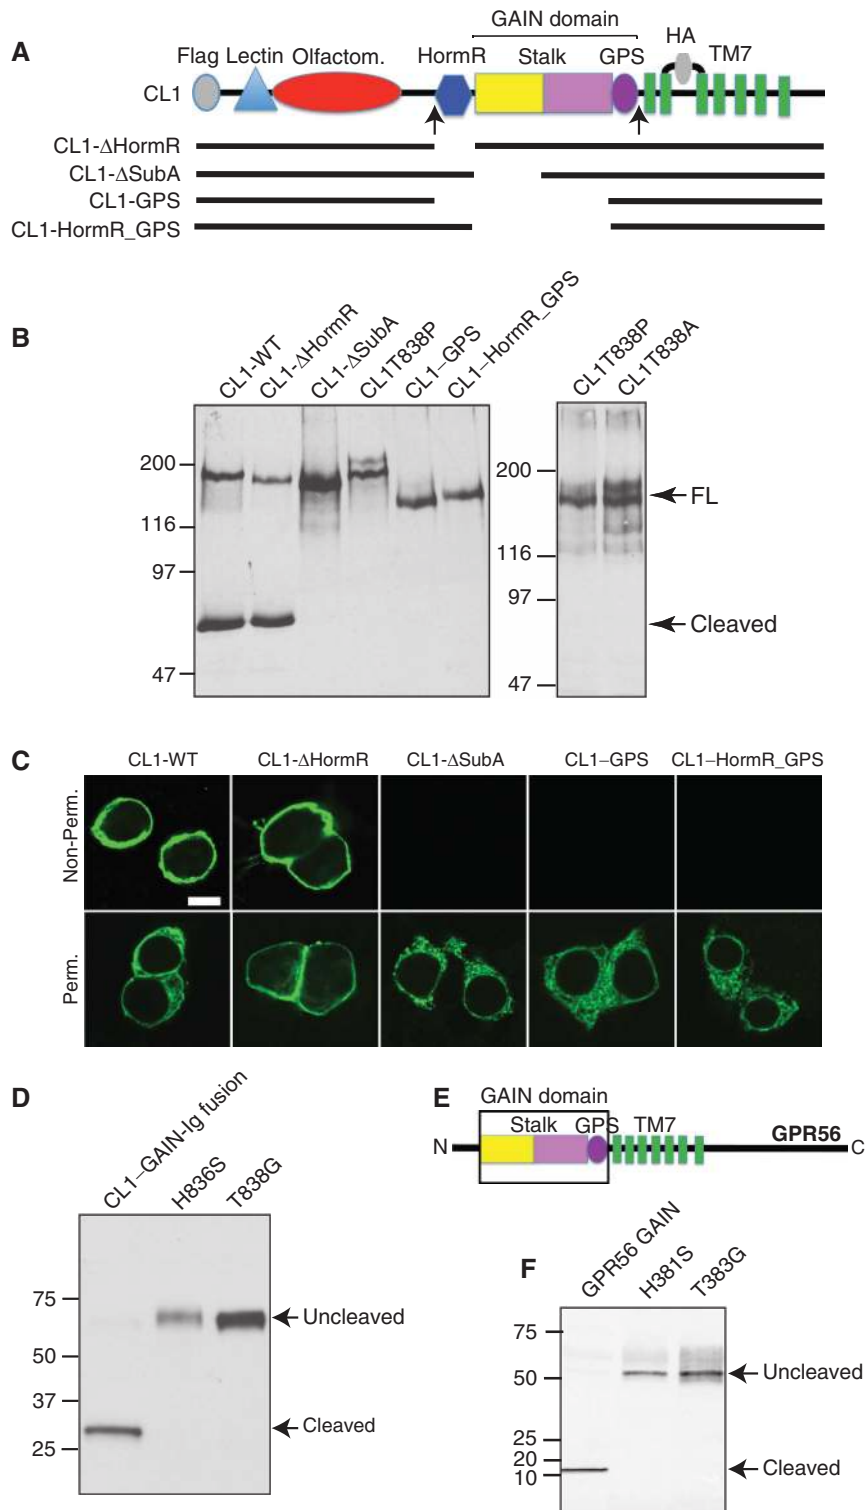 A
GAIN domain
HA
Flag Lectin Olfactom. HormR Stalk GPS TM7
CL1
CL1-ΔHormR
CL1-ΔSubA
CL1-GPS
CL1-HormR_GPS
B
CL1-WT
CL1-ΔHormR
CL1-ΔSubA
CL1T838P
CL1–GPS
CL1–HormR_GPS
200
116
97
47
CL1T838P
CL1T838A
200
116
97
47
FL
Cleaved
C
CL1-WT CL1-ΔHormR CL1-ΔSubA CL1–GPS CL1–HormR_GPS
Non-Perm.
Perm.
D
CL1–GAIN-Ig fusion
H836S
T838G
75
50
37
25
Uncleaved
Cleaved
E
GAIN domain
Stalk GPS TM7 GPR56
N C
F
GPR56 GAIN
H381S
T383G
75
50
25
20
10
Uncleaved
Cleaved